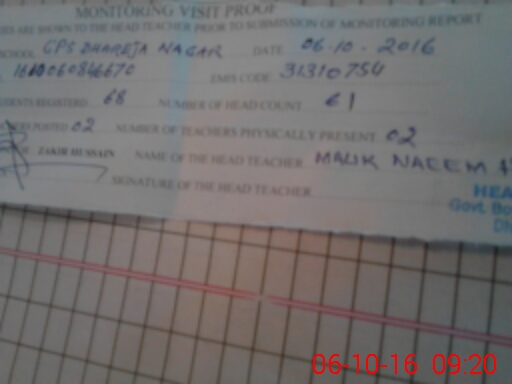 MONITORING VISIT PROOF
ARE SHOWN TO THE HEAD TEACHER PRIOR TO SUBMISSION OF MONITORING REPORT
SCHOOL GPS DHAREJA NAGAR DATE 06-10-2016
EMIS CODE 31310754
REGISTERD 68 NUMBER OF HEAD COUNT 61
POSTED 02 NUMBER OF TEACHERS PHYSICALLY PRESENT 02
ZAKIR HUSSAIN NAME OF THE HEAD TEACHER MALIK NAEEM
SIGNATURE OF THE HEAD TEACHER
HEA
Govt. Bo
Dh
06-10-16 09:20